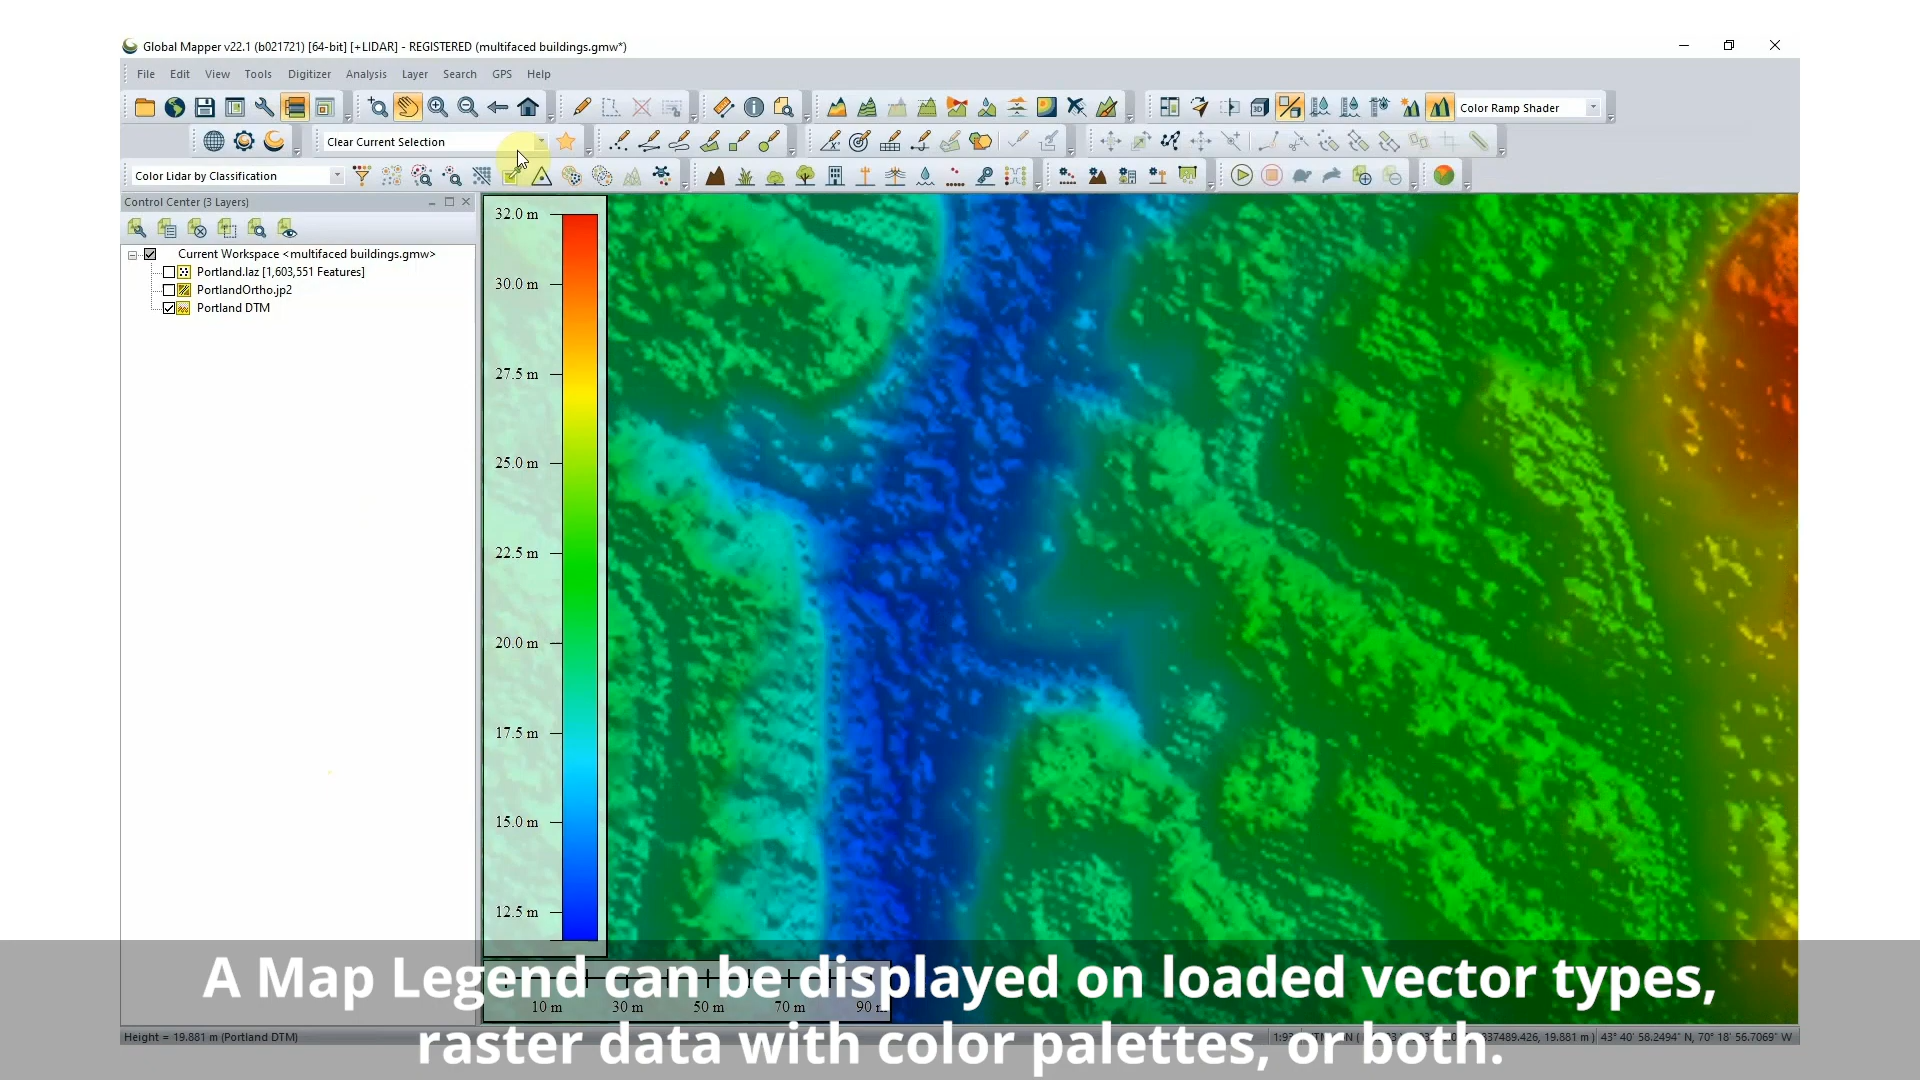 Global Mapper v22.1 (b021721) [64-bit] [+LIDAR] - REGISTERED (multifaced buildings.gmw*)
File Edit View Tools Digitizer Analysis Layer Search GPS Help
Color Ramp Shader
Clear Current Selection
Color Lidar by Classification
Control Center (3 Layers)
Current Workspace <multifaced buildings.gmw>
Portland.laz [1,603,551 Features]
PortlandOrtho.jp2
Portland DTM
32.0 m
30.0 m
27.5 m
25.0 m
22.5 m
20.0 m
17.5 m
15.0 m
12.5 m
A Map Legend can be displayed on loaded vector types,
10 m 30 m 50 m 70 m 90
raster data with color palettes, or both.
Height = 19.881 m (Portland DTM)
37489.426, 19.881 m ) 43° 40' 58.2494" N, 70° 18' 56.7069" W